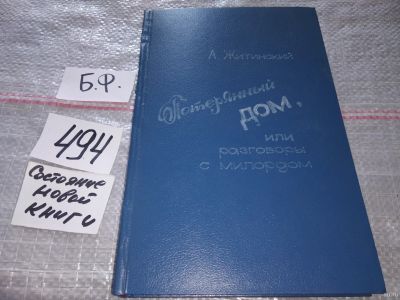 Б.Ф.
494
Состояние
новой
книги
А. Житинский
Потерянный
ДОМ,
или
разговоры
с милордом